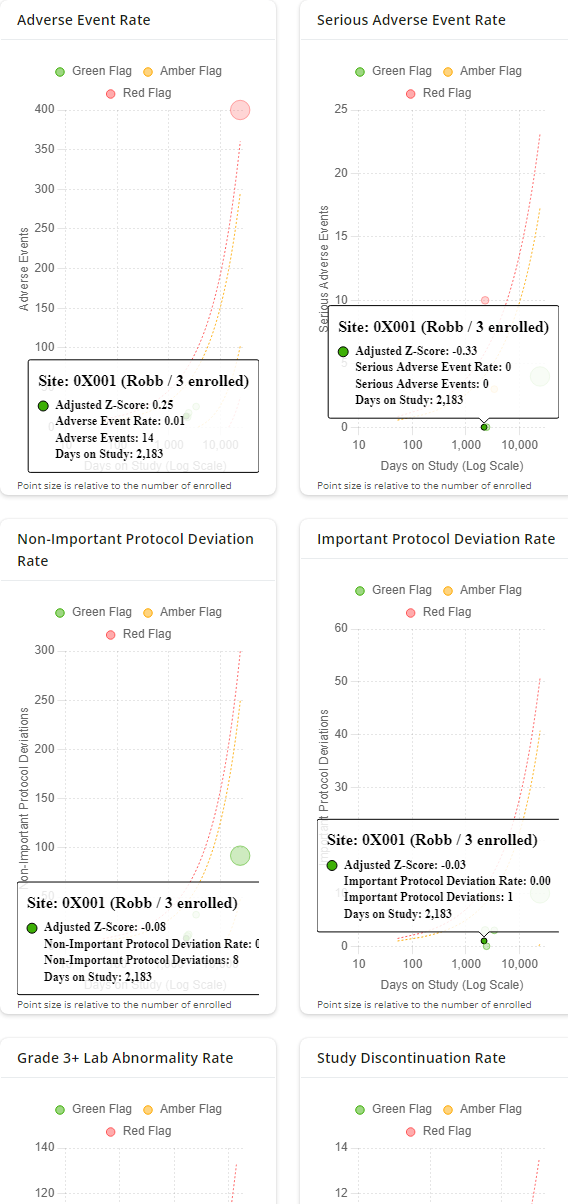 Adverse Event Rate
Green Flag
Amber Flag
Red Flag
400
350
300
250
200
150
100
Adverse Events
Site: 0X001 (Robb / 3 enrolled)
Adjusted Z-Score: 0.25
Adverse Event Rate: 0.01
Adverse Events: 14
Days on Study: 2,183
1,000
10,000
Days on Study (Log Scale)
Point size is relative to the number of enrolled
Serious Adverse Event Rate
Green Flag
Amber Flag
Red Flag
25
20
15
10
Serious Adverse Events
Site: 0X001 (Robb / 3 enrolled)
Adjusted Z-Score: -0.33
Serious Adverse Event Rate: 0
Serious Adverse Events: 0
Days on Study: 2,183
0
10
100
1,000
10,000
Days on Study (Log Scale)
Point size is relative to the number of enrolled
Non-Important Protocol Deviation
Rate
Green Flag
Amber Flag
Red Flag
300
250
200
150
100
50
Non-Important Protocol Deviations
Site: 0X001 (Robb / 3 enrolled)
Adjusted Z-Score: -0.08
Non-Important Protocol Deviation Rate: 0
Non-Important Protocol Deviations: 8
Days on Study: 2,183
Days on Study (Log Scale)
Point size is relative to the number of enrolled
Important Protocol Deviation Rate
Green Flag
Amber Flag
Red Flag
60
50
40
30
Important Protocol Deviations
Site: 0X001 (Robb / 3 enrolled)
Adjusted Z-Score: -0.03
Important Protocol Deviation Rate: 0.00
Important Protocol Deviations: 1
Days on Study: 2,183
0
10
100
1,000
10,000
Days on Study (Log Scale)
Point size is relative to the number of enrolled
Grade 3+ Lab Abnormality Rate
Green Flag
Amber Flag
Red Flag
140
120
Study Discontinuation Rate
Green Flag
Amber Flag
Red Flag
14
12